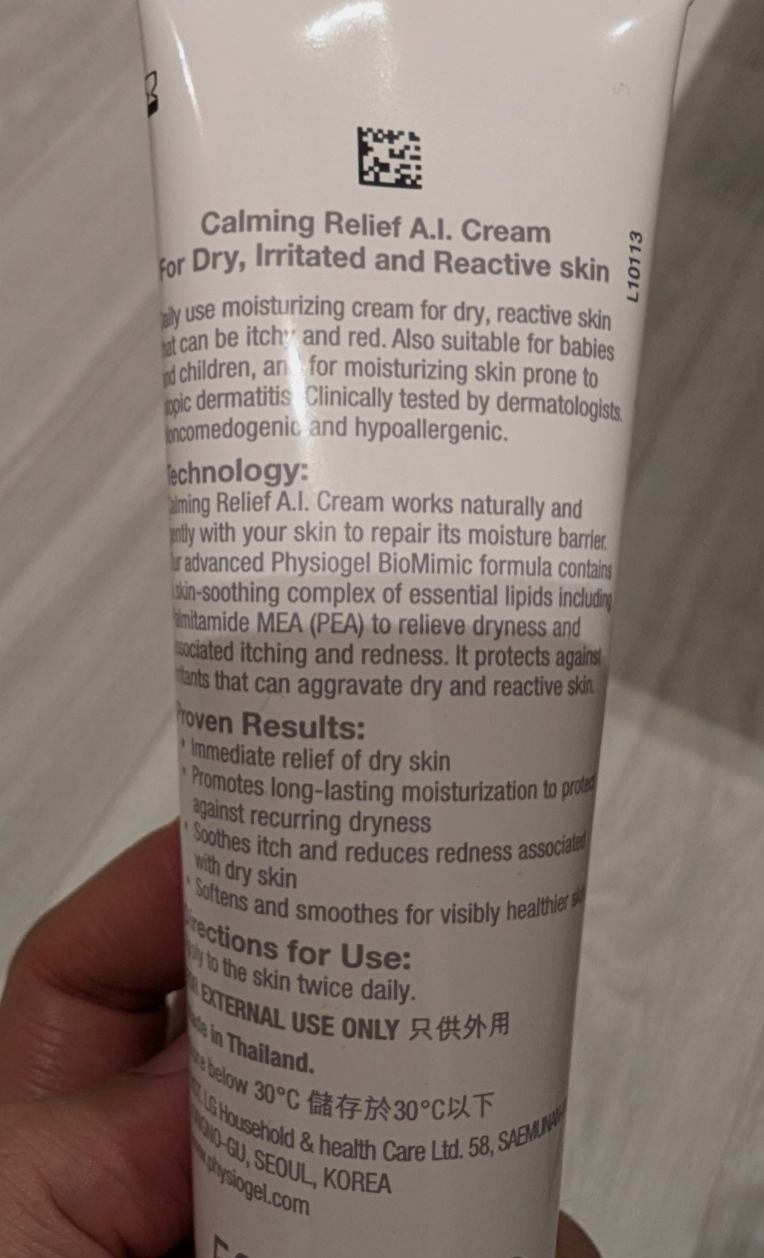 Calming Relief A.I. Cream
For Dry, Irritated and Reactive skin
L10113
use moisturizing cream for dry, reactive skin
can be itchy and red. Also suitable for babies
children, and for moisturizing skin prone to
dermatitis. Clinically tested by dermatologists.
and hypoallergenic.
Relief A.I. Cream works naturally and
with your skin to repair its moisture barrier.
advanced Physiogel BioMimic formula contains
skin-soothing complex of essential lipids including
MEA (PEA) to relieve dryness and
itching and redness. It protects against
that can aggravate dry and reactive skin.
Results:
• Immediate relief of dry skin
• Promotes long-lasting moisturization to protect
against recurring dryness
• Soothes itch and reduces redness associated
with dry skin
• Softens and smoothes for visibly healthier
for Use:
to the skin twice daily.
EXTERNAL USE ONLY 只供外用
in Thailand.
below 30°C 儲存於30°C以下
LG Household & health Care Ltd. 58,
SEOUL, KOREA
physiogel.com